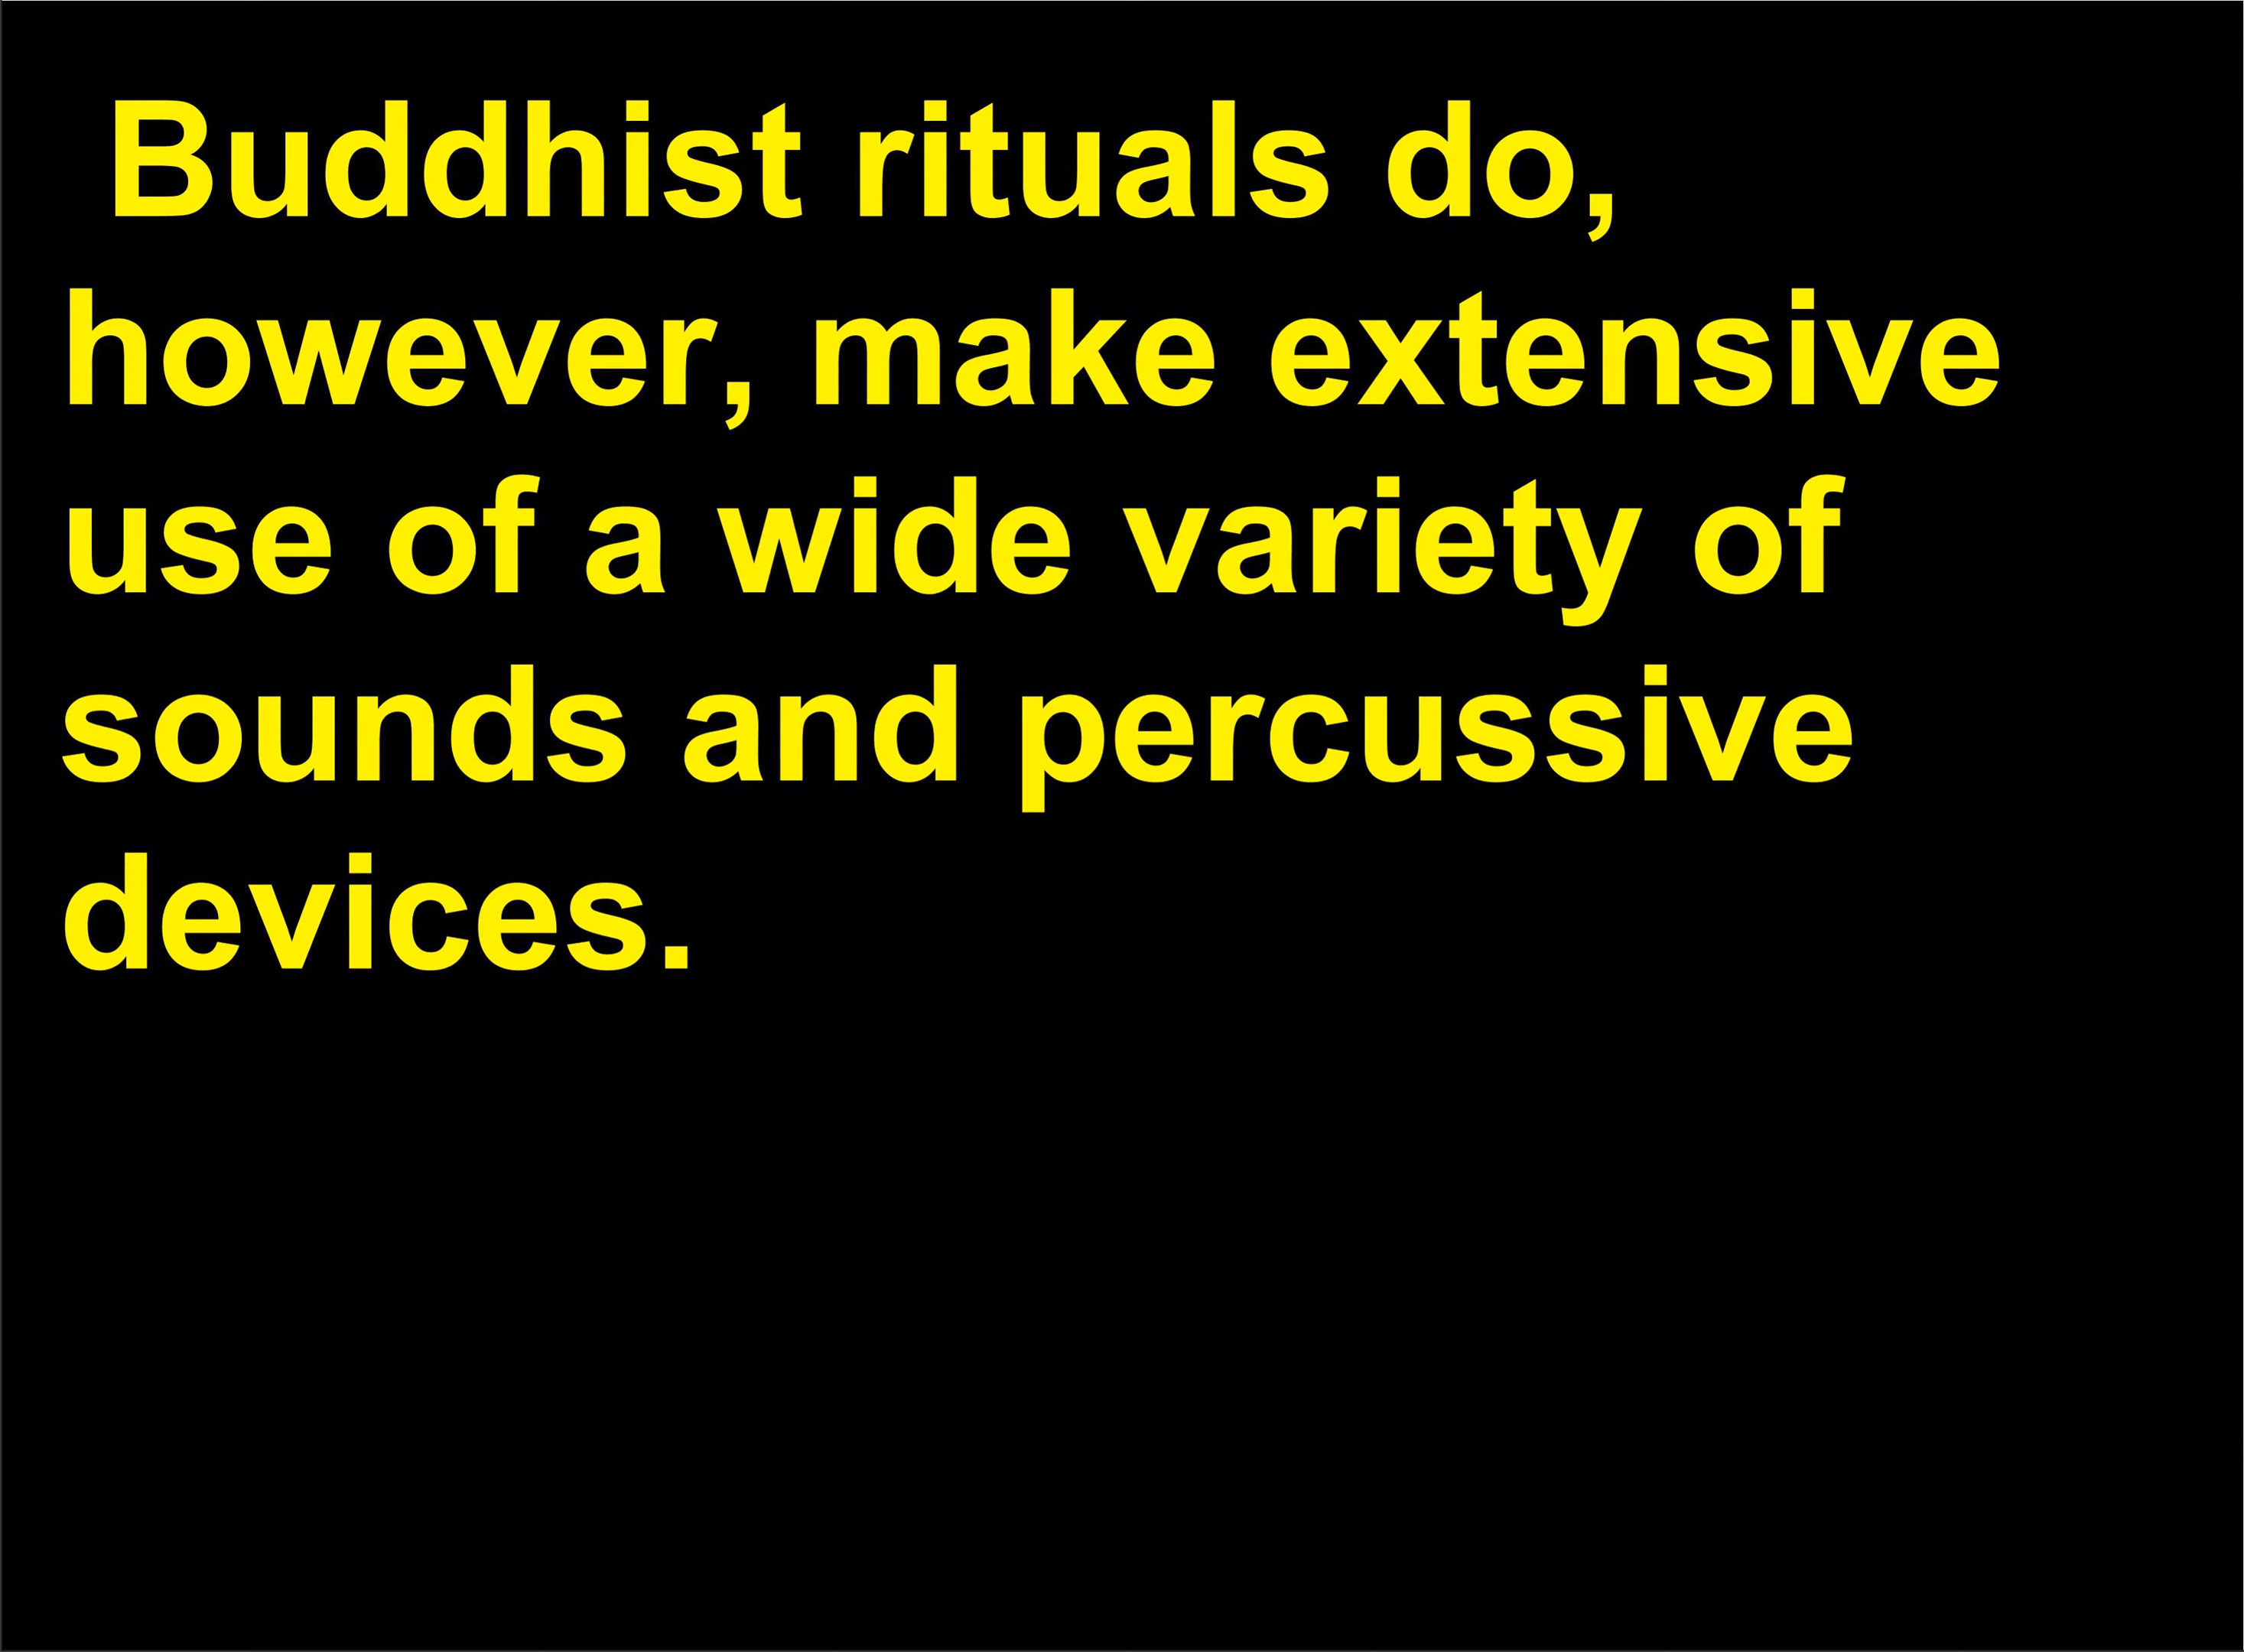 Buddhist rituals do,
however, make extensive
use of a wide variety of
sounds and percussive
devices.